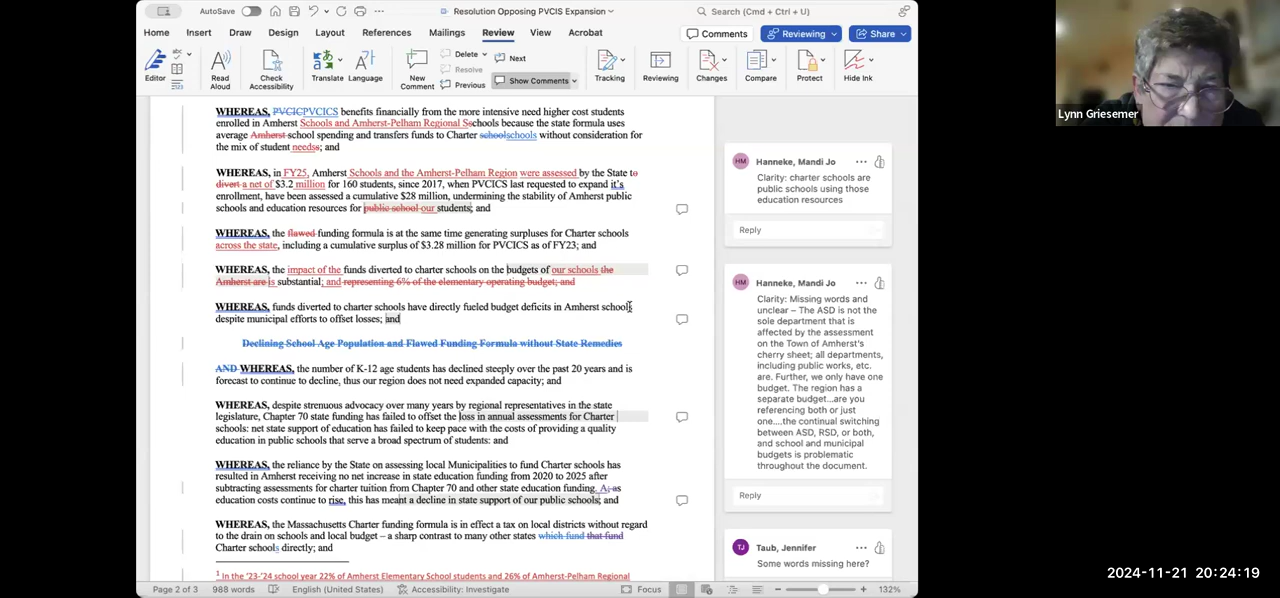 AutoSave
Resolution Opposing PVCIS Expansion
Search (Cmd + Ctrl + U)
Home Insert Draw Design Layout References Mailings Review View Acrobat
Comments Reviewing Share
Editor
Read Aloud
Check Accessibility
Translate Language
New Comment
Delete
Resolve
Previous
Next
Show Comments
Tracking
Reviewing
Changes
Compare
Protect
Hide Ink
WHEREAS, PVCICPVCICS benefits financially from the more intensive need higher cost students
enrolled in Amherst Schools and Amherst-Pelham Regional Sschools because the state formula uses
average Amherst school spending and transfers funds to Charter schoolschools without consideration for
the mix of student needss; and
WHEREAS, in FY25, Amherst Schools and the Amherst-Pelham Region were assessed by the State to
divert a net of $3.2 million for 160 students, since 2017, when PVCICS last requested to expand it's
enrollment, have been assessed a cumulative $28 million, undermining the stability of Amherst public
schools and education resources for public school our students; and
WHEREAS, the flawed funding formula is at the same time generating surpluses for Charter schools
across the state, including a cumulative surplus of $3.28 million for PVCICS as of FY23; and
WHEREAS, the impact of the funds diverted to charter schools on the budgets of our schools the
Amherst are is substantial; and representing 6% of the elementary operating budget; and
WHEREAS, funds diverted to charter schools have directly fueled budget deficits in Amherst schools
despite municipal efforts to offset losses; and
Declining School Age Population and Flawed Funding Formula without State Remedies
AND WHEREAS, the number of K-12 age students has declined steeply over the past 20 years and is
forecast to continue to decline, thus our region does not need expanded capacity; and
WHEREAS, despite strenuous advocacy over many years by regional representatives in the state
legislature, Chapter 70 state funding has failed to offset the loss in annual assessments for Charter
schools: net state support of education has failed to keep pace with the costs of providing a quality
education in public schools that serve a broad spectrum of students: and
WHEREAS, the reliance by the State on assessing local Municipalities to fund Charter schools has
resulted in Amherst receiving no net increase in state education funding from 2020 to 2025 after
subtracting assessments for charter tuition from Chapter 70 and other state education funding. A; as
education costs continue to rise, this has meant a decline in state support of our public schools; and
WHEREAS, the Massachusetts Charter funding formula is in effect a tax on local districts without regard
to the drain on schools and local budget – a sharp contrast to many other states which fund that fund
Charter schools directly; and
1 In the '23-'24 school year 22% of Amherst Elementary School students and 26% of Amherst-Pelham Regional
HM Hanneke, Mandi Jo
Clarity: charter schools are
public schools using those
education resources
Reply
HM Hanneke, Mandi Jo
Clarity: Missing words and
unclear – The ASD is not the
sole department that is
affected by the assessment
on the Town of Amherst's
cherry sheet; all departments,
including public works, etc.
are. Further, we only have one
budget. The region has a
separate budget...are you
referencing both or just
one....the continual switching
between ASD, RSD, or both,
and school and municipal
budgets is problematic
throughout the document.
Reply
TJ Taub, Jennifer
Some words missing here?
Page 2 of 3 988 words English (United States) Accessibility: Investigate Focus 132%
Lynn Griesemer
2024-11-21 20:24:19